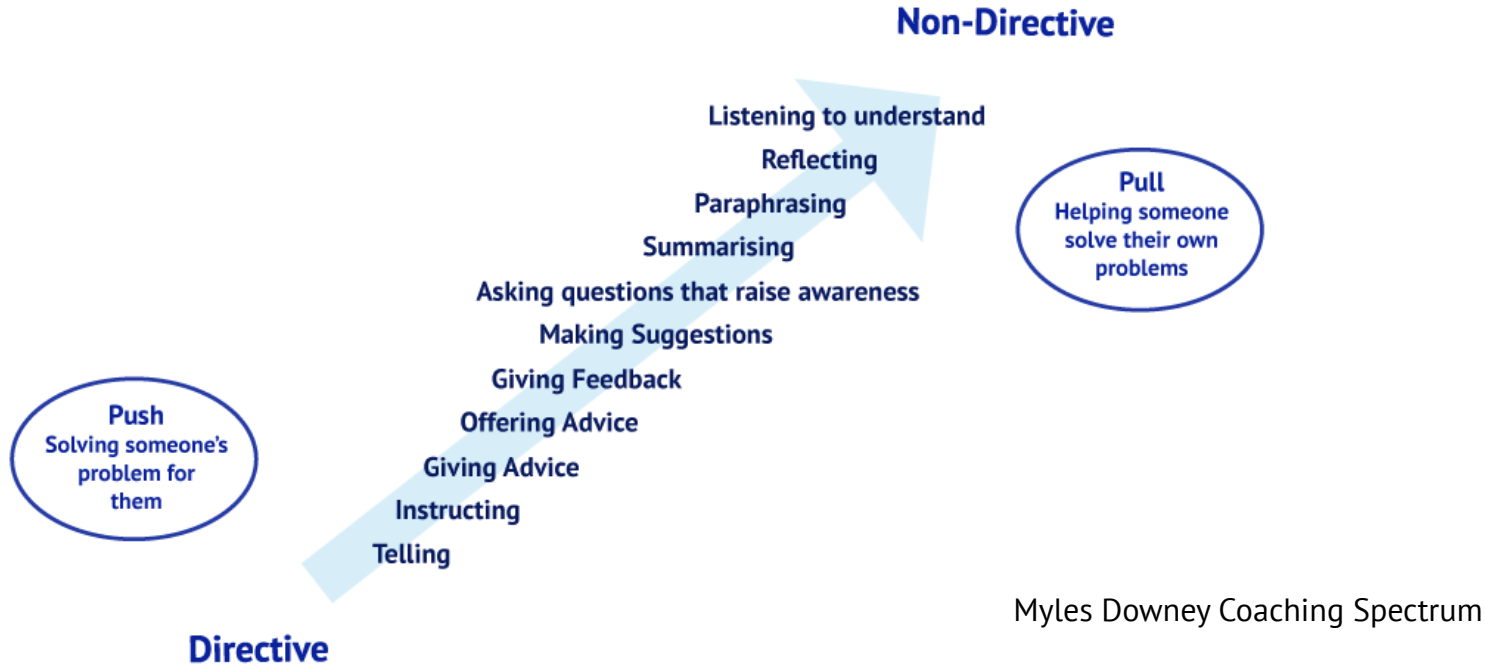 Non-Directive
Listening to understand
Reflecting
Paraphrasing
Summarising
Asking questions that raise awareness
Making Suggestions
Giving Feedback
Offering Advice
Giving Advice
Instructing
Telling
Pull
Helping someone
solve their own
problems
Push
Solving someone's
problem for
them
Directive
Myles Downey Coaching Spectrum